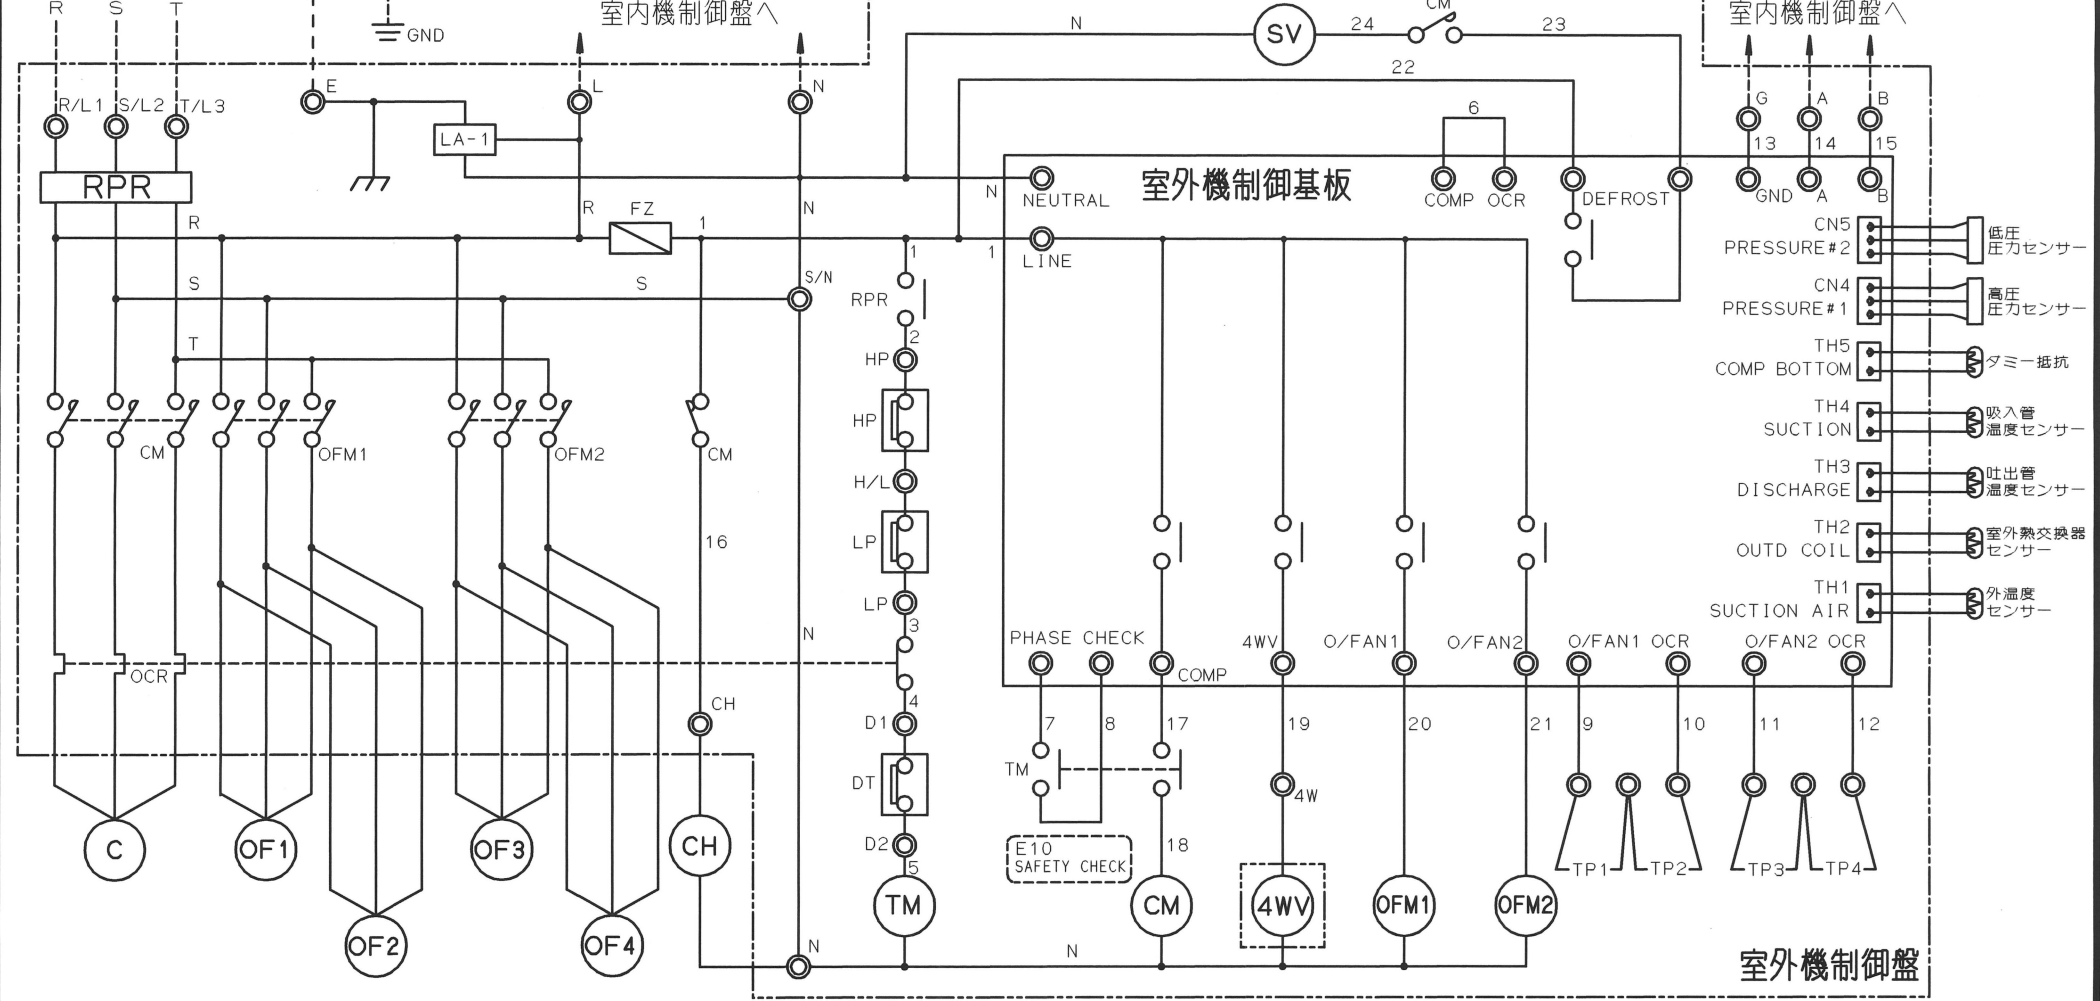 R S T
GND
室内機制御盤へ
CM
室内機制御盤へ
N
SV
24
23
22
R/L1 S/L2 T/L3
E
L
N
6
G
A
B
LA-1
13
14
15
RPR
N
NEUTRAL
室外機制御基板
COMP OCR
DEFROST
GND
A
B
R
R
FZ
1
N
1
1
LINE
CN5
PRESSURE#2
低圧
圧力センサー
S
S
S/N
RPR
2
CN4
PRESSURE#1
高圧
圧力センサー
T
HP
HP
TH5
COMP BOTTOM
ダミー抵抗
TH4
SUCTION
吸入管
温度センサー
CM
OFM1
OFM2
CM
H/L
TH3
DISCHARGE
吐出管
温度センサー
16
LP
TH2
OUTD COIL
室外熱交換器
センサー
LP
3
TH1
SUCTION AIR
外温度
センサー
N
PHASE CHECK
COMP
4WV
O/FAN1
O/FAN2
O/FAN1 OCR
O/FAN2 OCR
OCR
4
CH
D1
7
8
17
19
20
21
9
10
11
12
DT
TM
4W
D2
5
E10
SAFETY CHECK
18
TP1
TP2
TP3
TP4
C
OF1
OF3
CH
TM
CM
4WV
OFM1
OFM2
OF2
OF4
N
N
室外機制御盤